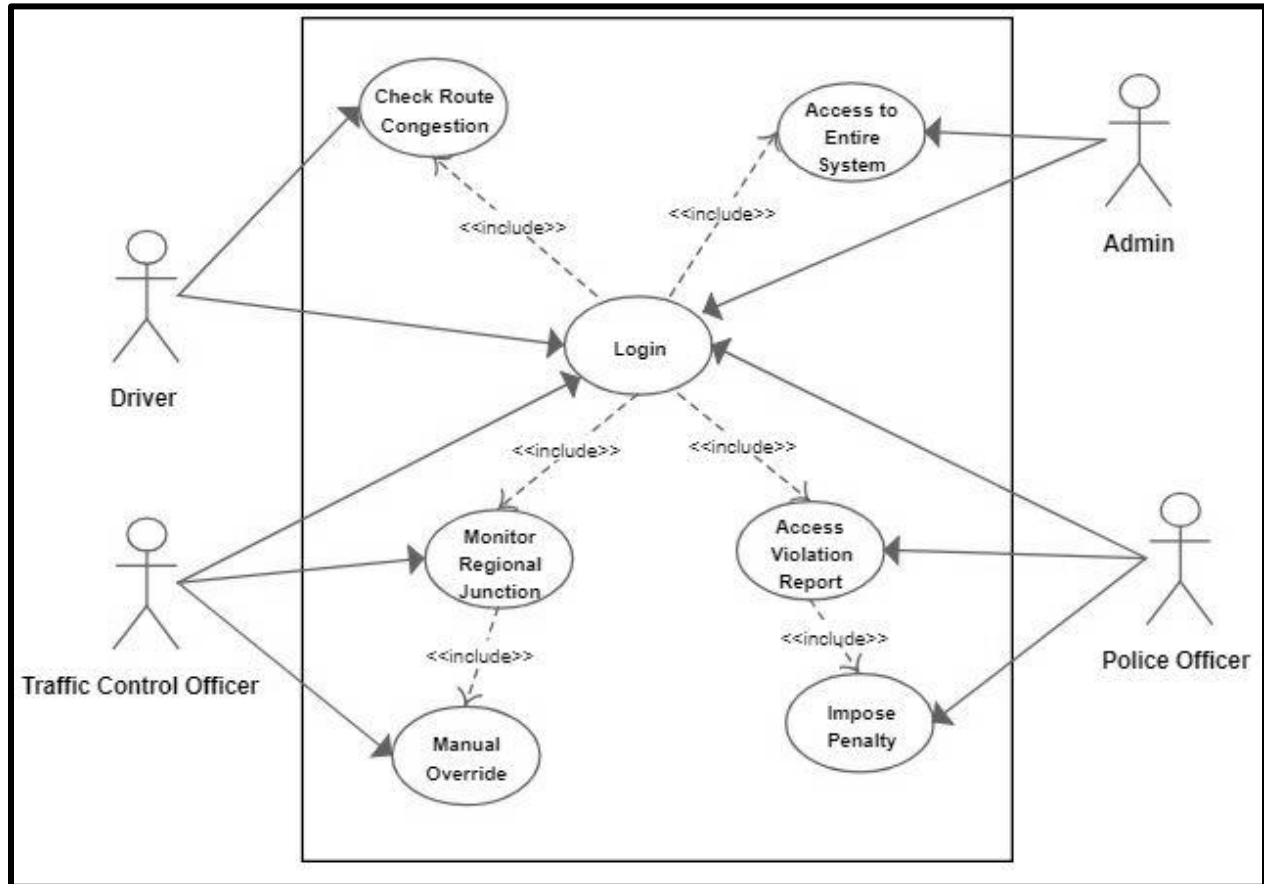 Check Route
Congestion
Access to
Entire
System
<<include>>
<<include>>
Admin
Login
Driver
<<include>>
<<include>>
Monitor
Regional
Junction
Access
Violation
Report
<<include>>
<<include>>
Traffic Control Officer
Police Officer
Manual
Override
Impose
Penalty